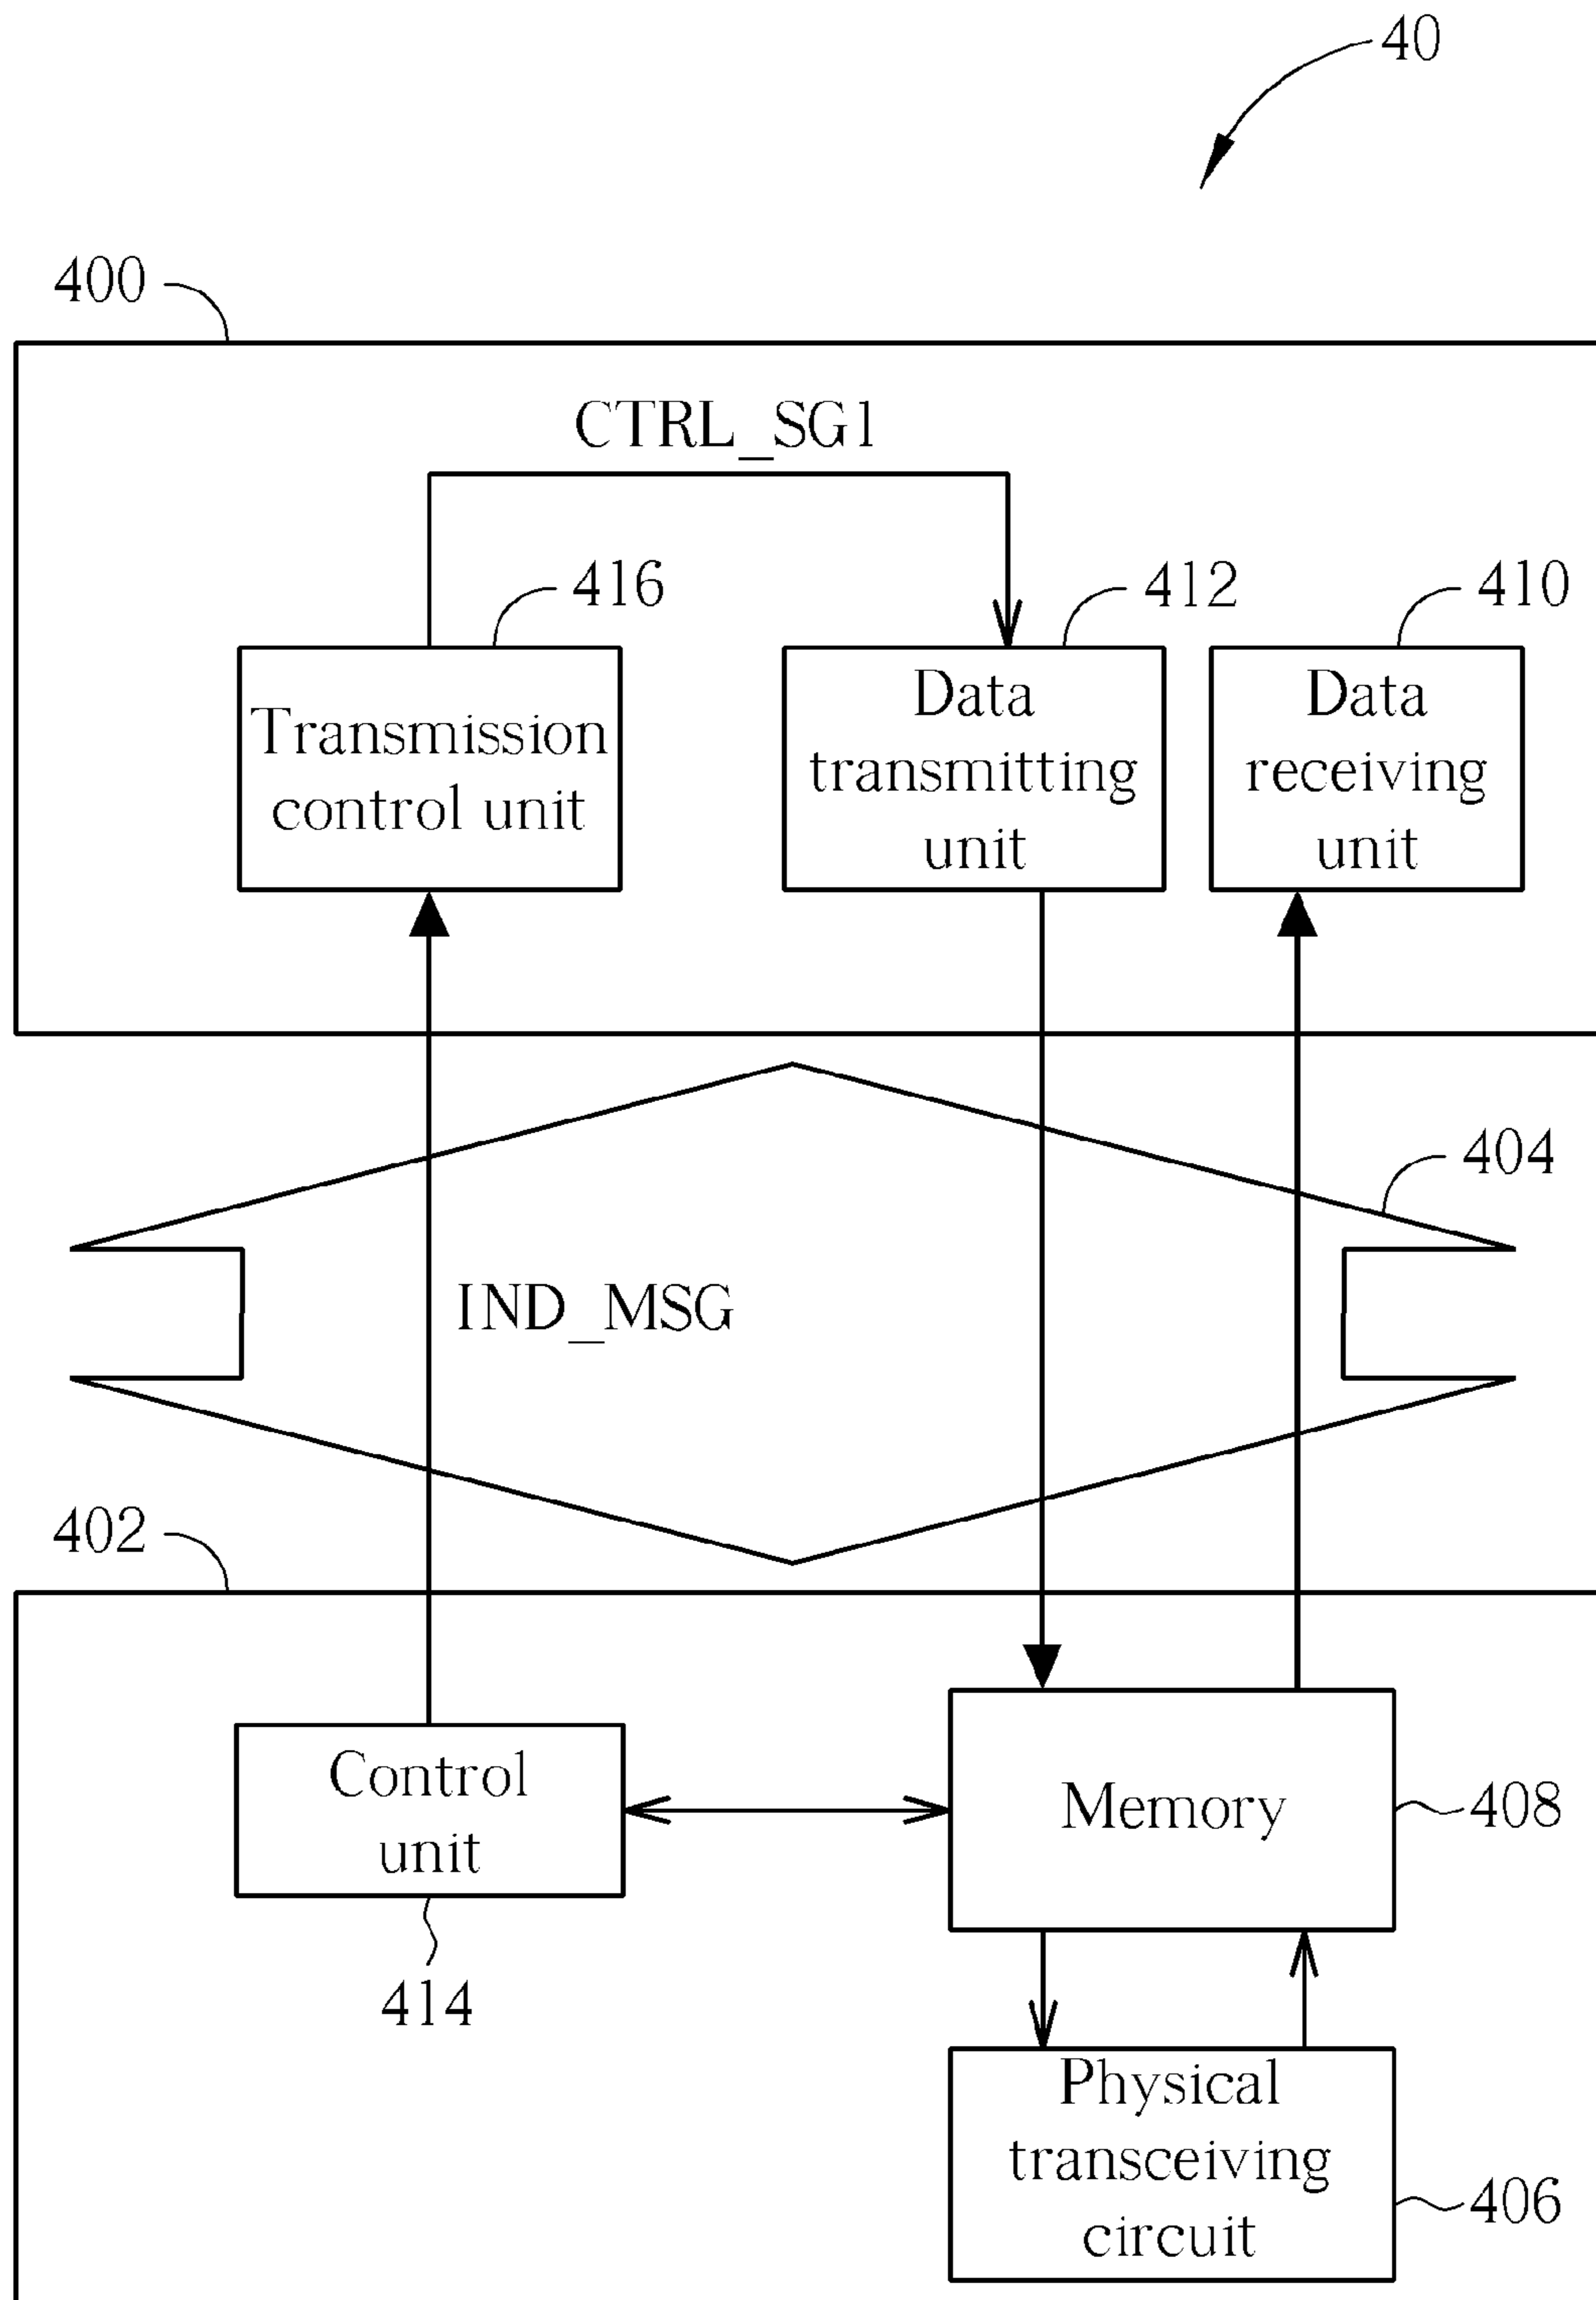 40
400
CTRL_SG1
416
412
410
Transmission
control unit
Data
transmitting
unit
Data
receiving
unit
404
IND_MSG
402
Control
unit
414
Memory
408
Physical
transceiving
circuit
406